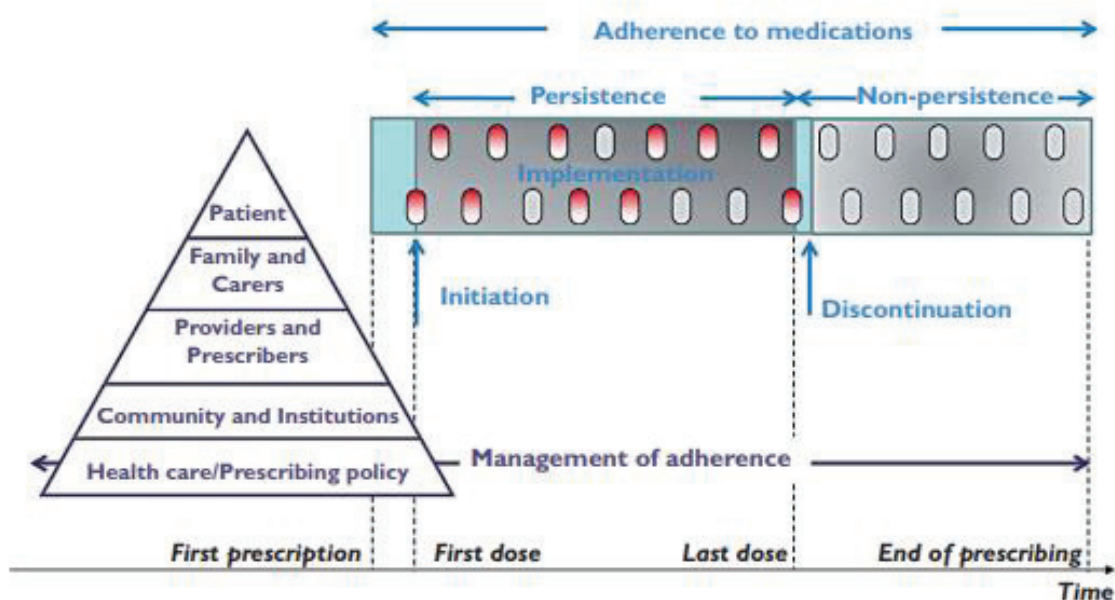 Adherence to medications
Persistence
Non-persistence
Implementation
Patient
Family and
Carers
Initiation
Discontinuation
Providers and
Prescribers
Community and Institutions
Health care/Prescribing policy
Management of adherence
First prescription
First dose
Last dose
End of prescribing
Time